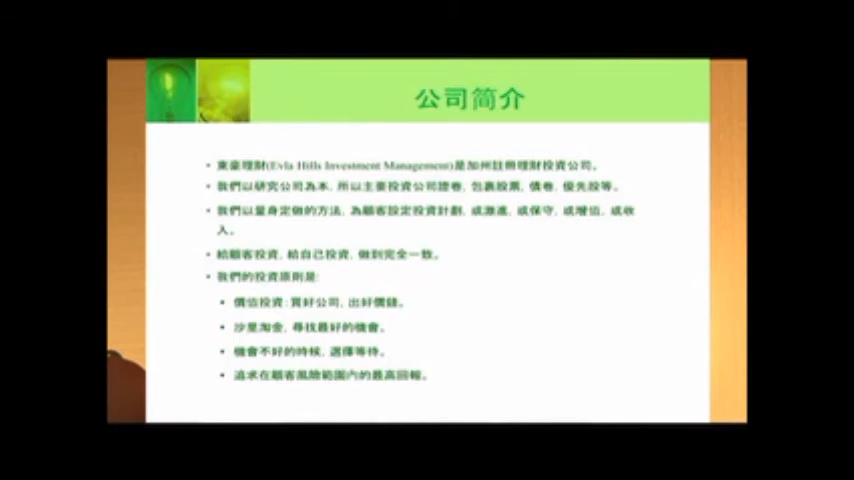 公司简介
• 東豪理財(Evla Hills Investment Management)是加州註冊理財投資公司。
• 我們以研究公司為本, 所以主要投資公司證卷, 包裹股票, 債卷, 優先股等。
• 我們以量身定做的方法, 為顧客設定投資計劃, 或激進, 或保守, 或增值, 或收
入。
• 給顧客投資, 給自己投資, 做到完全一致。
• 我們的投資原則是:
• 價值投資: 買好公司, 出好價錢。
• 沙里淘金, 尋找最好的機會。
• 機會不好的時候, 選擇等待。
• 追求在顧客風險範圍内的最高回報。